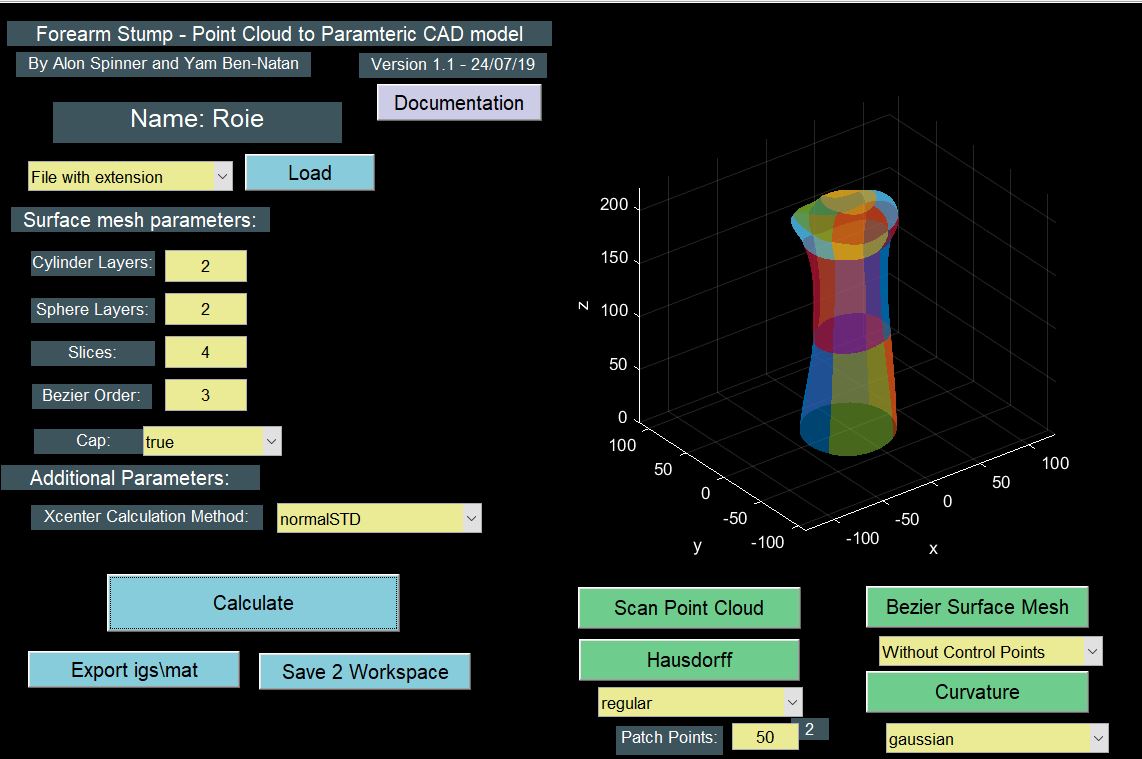 Forearm Stump - Point Cloud to Paramteric CAD model
By Alon Spinner and Yam Ben-Natan
Version 1.1 - 24/07/19
Documentation
Name: Roie
File with extension
Load
Surface mesh parameters:
Cylinder Layers:
2
Sphere Layers:
2
Slices:
4
Bezier Order:
3
Cap:
true
Additional Parameters:
Xcenter Calculation Method:
normalSTD
Calculate
Export igs\mat
Save 2 Workspace
200
150
100
50
0
z
100
50
0
-50
-100
y
-100
-50
0
50
100
x
Scan Point Cloud
Bezier Surface Mesh
Hausdorff
Without Control Points
regular
Curvature
Patch Points:
50
2
gaussian